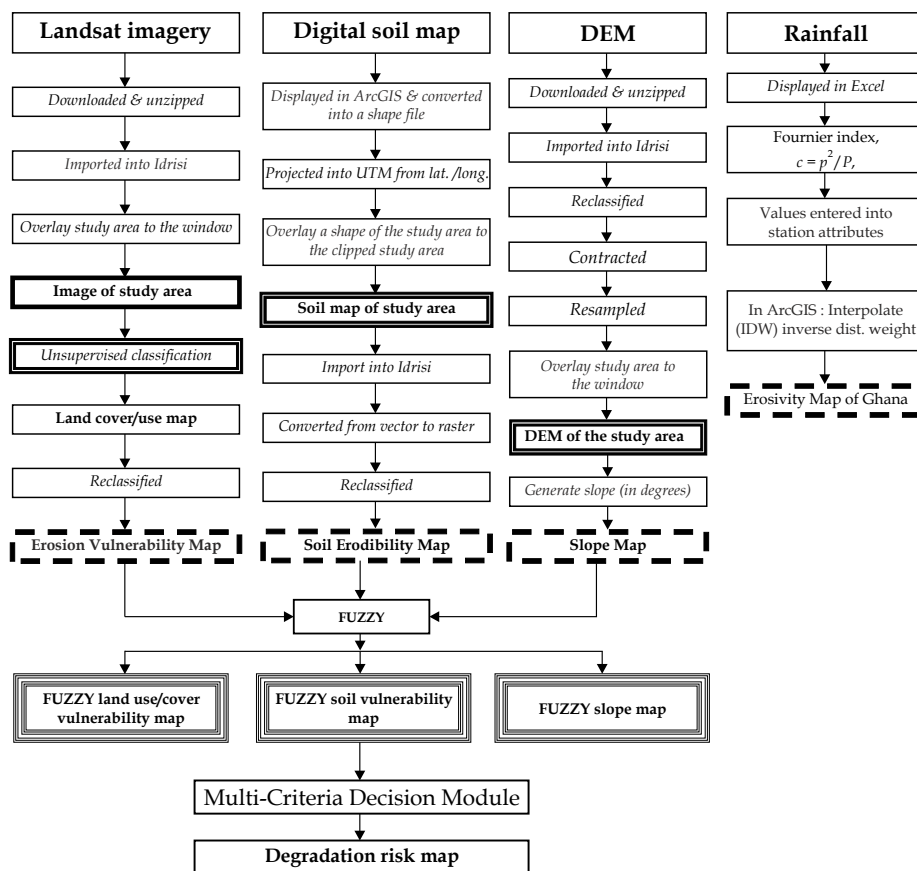 Landsat imagery
Downloaded & unzipped
Imported into Idrisi
Overlay study area to the window
Image of study area
Unsupervised classification
Land cover/use map
Reclassified
Erosion Vulnerability Map
Digital soil map
Displayed in ArcGIS & converted
into a shape file
Projected into UTM from lat. /long.
Overlay a shape of the study area to
the clipped study area
Soil map of study area
Import into Idrisi
Converted from vector to raster
Reclassified
Soil Erodibility Map
DEM
Downloaded & unzipped
Imported into Idrisi
Reclassified
Contracted
Resampled
Overlay study area to
the window
DEM of the study area
Generate slope (in degrees)
Slope Map
Rainfall
Displayed in Excel
Fournier index,
c = p²/P,
Values entered into
station attributes
In ArcGIS : Interpolate
(IDW) inverse dist. weight
Erosivity Map of Ghana
FUZZY
FUZZY land use/cover
vulnerability map
FUZZY soil vulnerability
map
FUZZY slope map
Multi-Criteria Decision Module
Degradation risk map